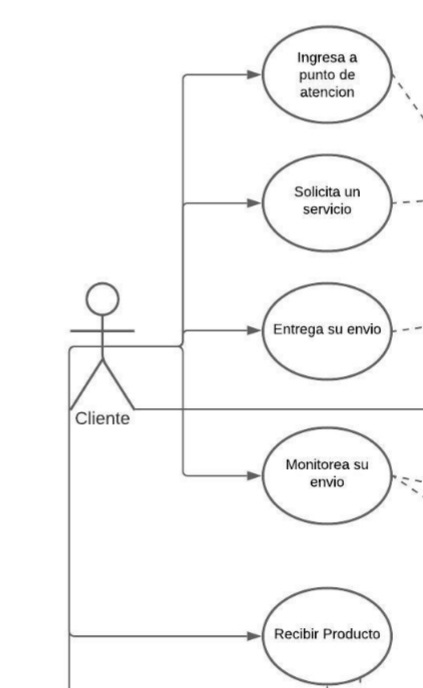 Ingresa a
punto de
atencion
Solicita un
servicio
Entrega su envio
Cliente
Monitorea su
envio
Recibir Producto